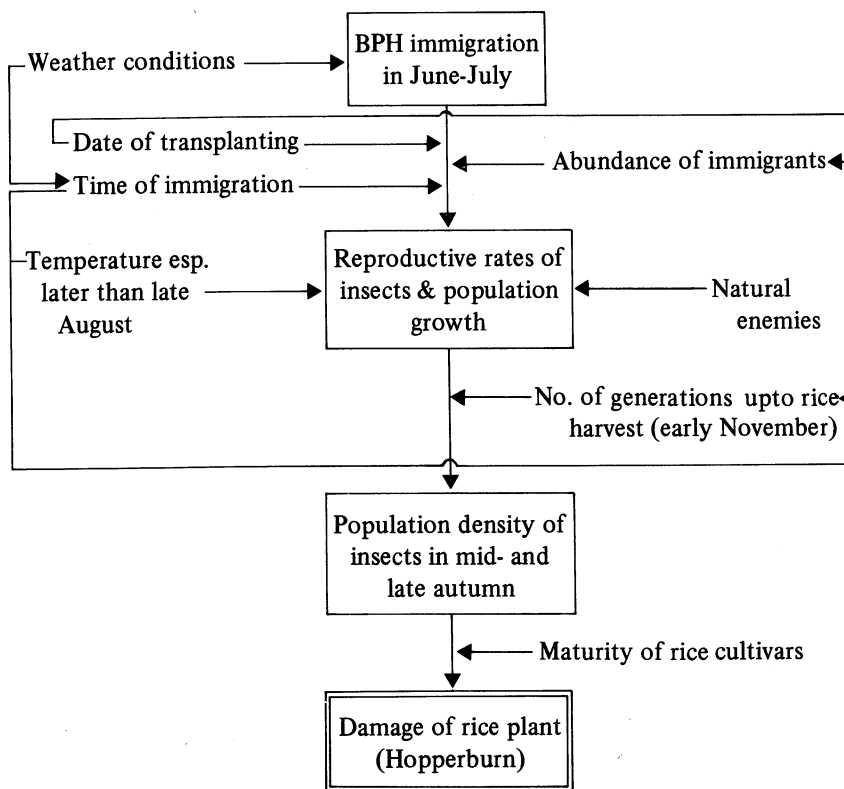 BPH immigration
in June-July
Weather conditions
Date of transplanting
Abundance of immigrants
Time of immigration
Temperature esp.
later than late
August
Reproductive rates of
insects & population
growth
Natural
enemies
No. of generations upto rice
harvest (early November)
Population density of
insects in mid- and
late autumn
Maturity of rice cultivars
Damage of rice plant
(Hopperburn)